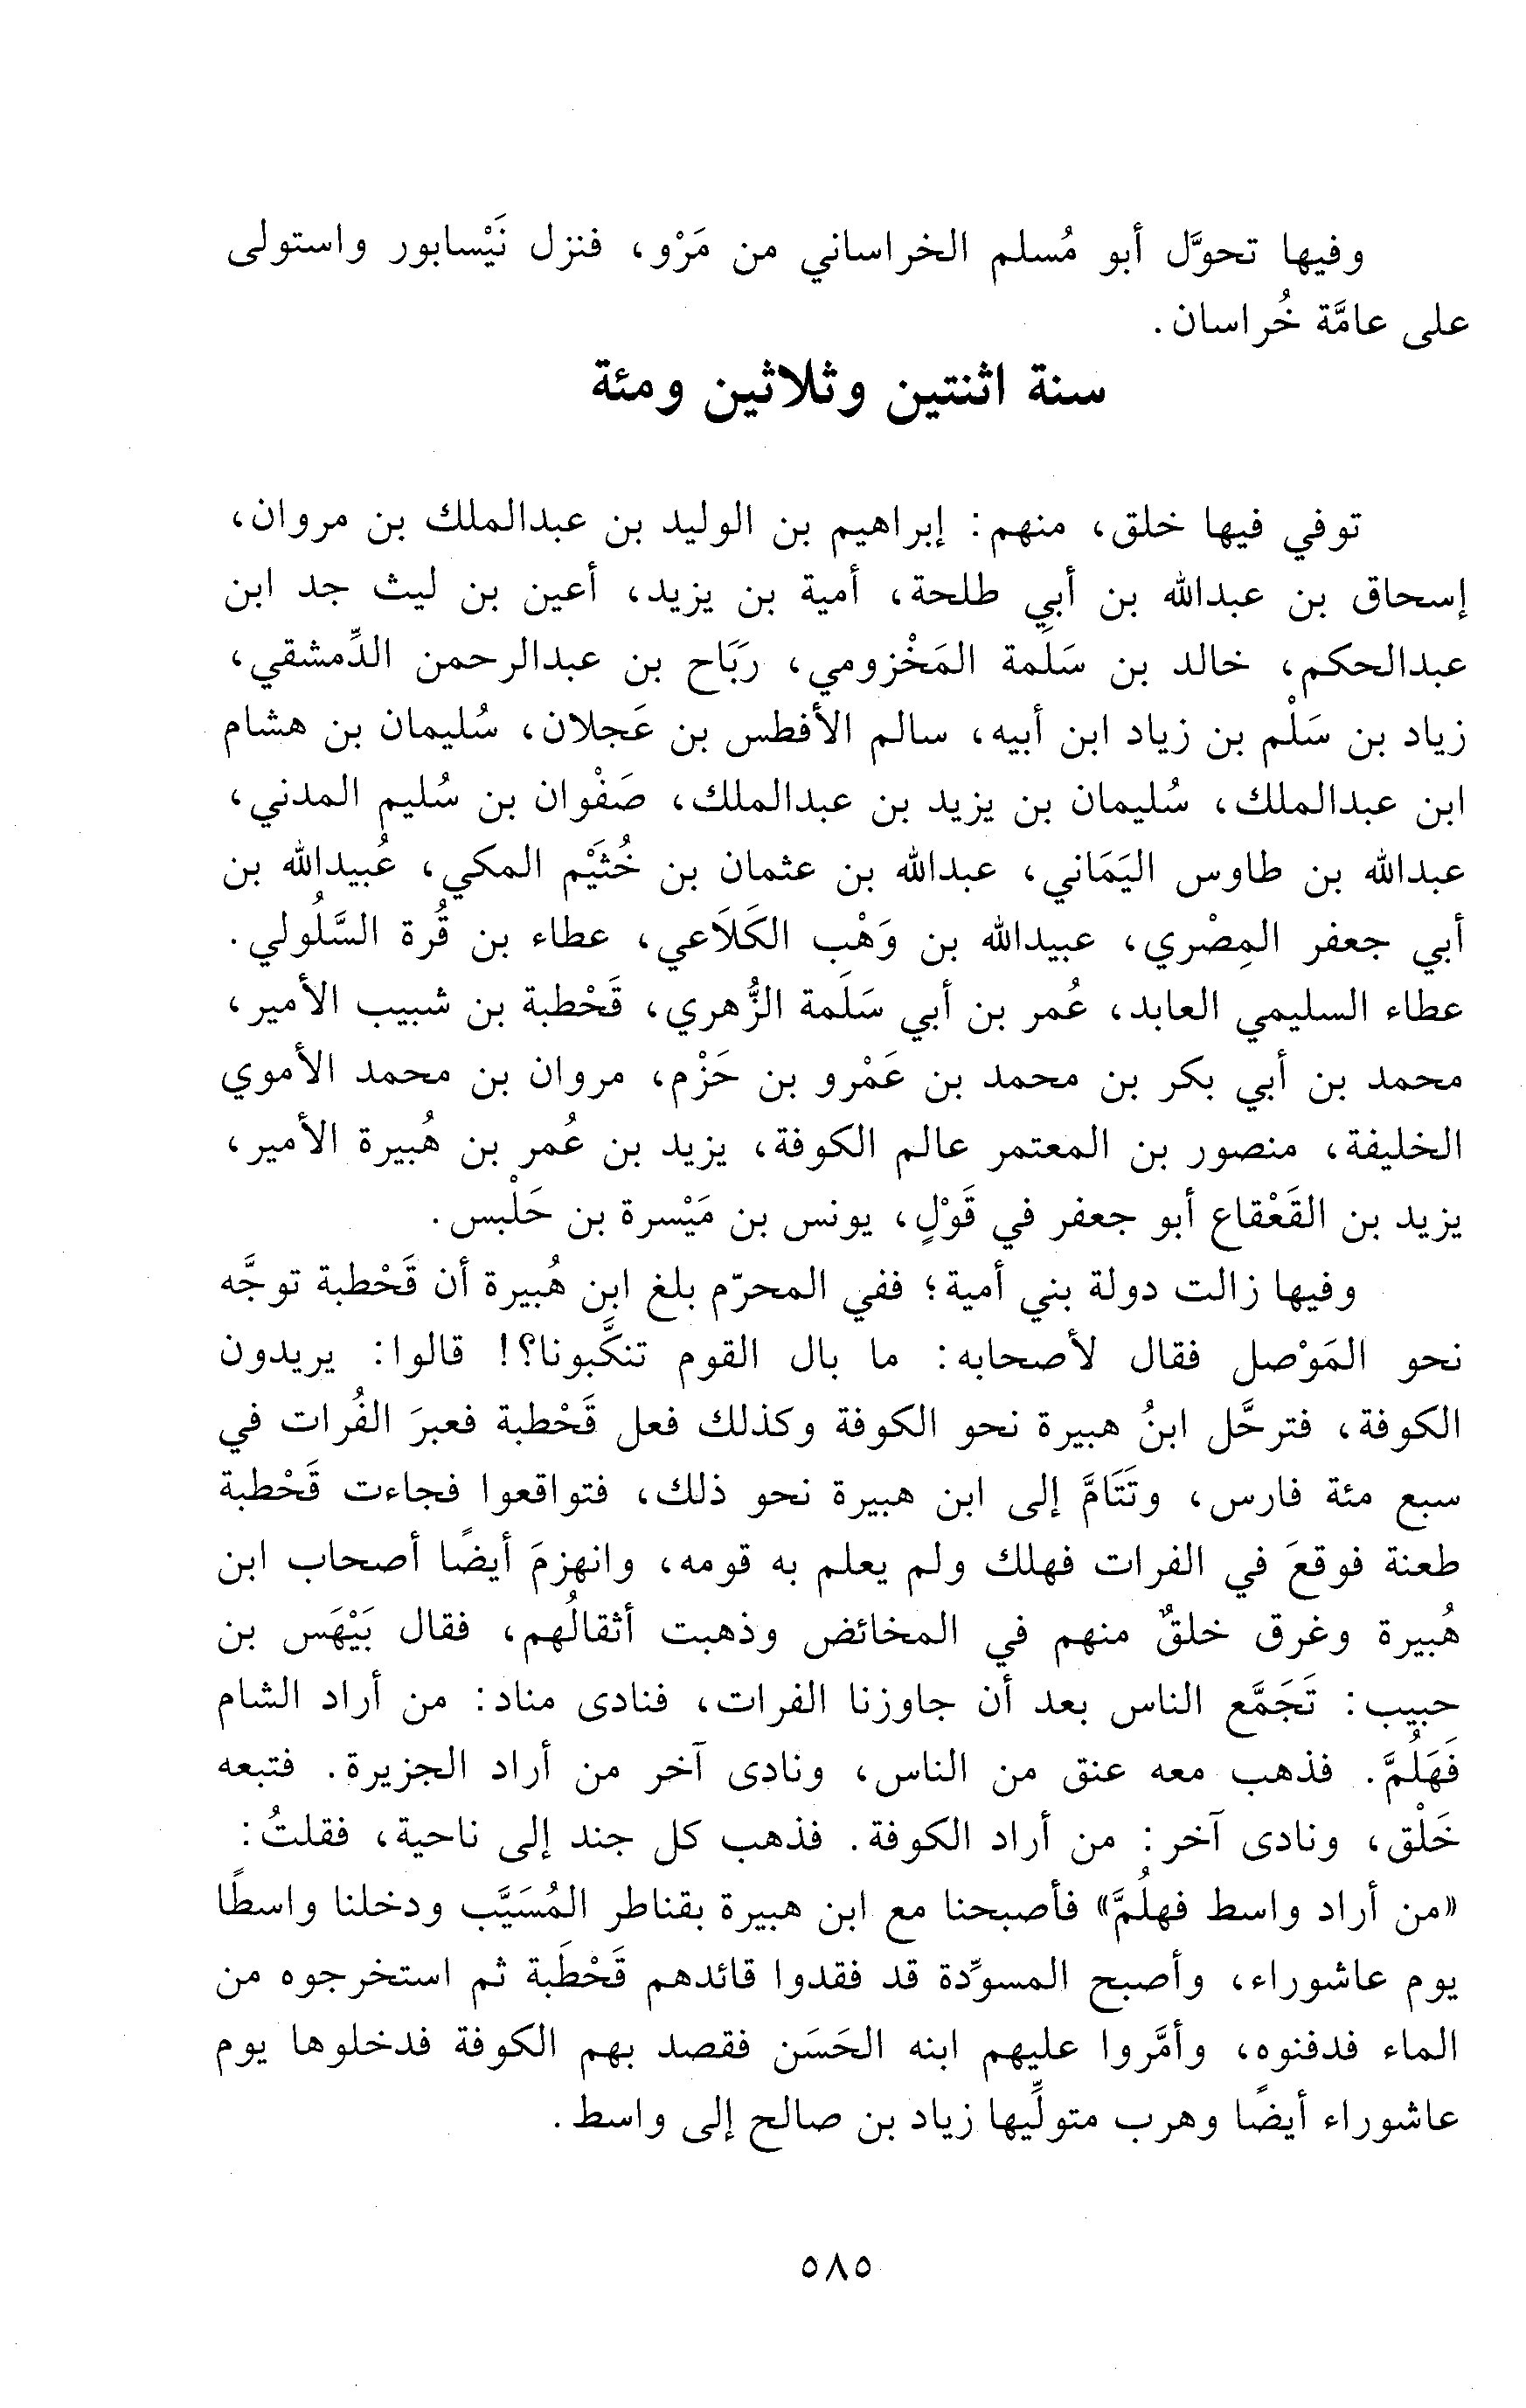 وفيها تحوَّل أبو مُسلم الخراساني من مَرْو، فنزل نَيْسابور واستولى
على عامَّة خُراسان.
سنة اثنتين وثلاثين ومئة
توفي فيها خلق، منهم: إبراهيم بن الوليد بن عبدالملك بن مروان،
إسحاق بن عبدالله بن أبي طلحة، أمية بن يزيد، أعين بن ليث جد ابن
عبدالحكم، خالد بن سَلَمة المَخْزومي، رَبَاح بن عبدالرحمن الدِّمشقي،
زياد بن سَلْم بن زياد ابن أبيه، سالم الأفطس بن عَجلان، سُليمان بن هشام
ابن عبدالملك، سُليمان بن يزيد بن عبدالملك، صَفْوان بن سُليم المدني،
عبدالله بن طاوس اليَمَاني، عبدالله بن عثمان بن خُثَيْم المكي، عُبيدالله بن
أبي جعفر المِصْري، عبيدالله بن وَهْب الكَلَاعي، عطاء بن قُرة السَّلُولي.
عطاء السليمي العابد، عُمر بن أبي سَلَمة الزُّهري، قَحْطبة بن شبيب الأمير،
محمد بن أبي بكر بن محمد بن عَمْرو بن حَزْم، مروان بن محمد الأموي
الخليفة، منصور بن المعتمر عالم الكوفة، يزيد بن عُمر بن هُبيرة الأمير،
يزيد بن القَعْقاع أبو جعفر في قَوْلٍ، يونس بن مَيْسرة بن حَلْبس.
وفيها زالت دولة بني أمية؛ ففي المحرّم بلغ ابن هُبيرة أن قَحْطبة توجَّه
نحو المَوْصل فقال لأصحابه: ما بال القوم تنكَّبونا؟! قالوا: يريدون
الكوفة، فترحَّل ابنُ هبيرة نحو الكوفة وكذلك فعل قَحْطبة فعبرَ الفُرات في
سبع مئة فارس، وتَتَامَّ إلى ابن هبيرة نحو ذلك، فتواقعوا فجاءت قَحْطبة
طعنة فوقعَ في الفرات فهلك ولم يعلم به قومه، وانهزمَ أيضًا أصحاب ابن
هُبيرة وغرق خلقٌ منهم في المخائض وذهبت أثقالُهم، فقال بَيْهَس بن
حبيب: تَجَمَّع الناس بعد أن جاوزنا الفرات، فنادى مناد: من أراد الشام
فَهَلُمَّ. فذهب معه عنق من الناس، ونادى آخر من أراد الجزيرة. فتبعه
خَلْق، ونادى آخر: من أراد الكوفة. فذهب كل جند إلى ناحية، فقلتُ:
«من أراد واسط فهلُمَّ» فأصبحنا مع ابن هبيرة بقناطر المُسَيَّب ودخلنا واسطًا
يوم عاشوراء، وأصبح المسوِّدة قد فقدوا قائدهم قَحْطَبة ثم استخرجوه من
الماء فدفنوه، وأمَّروا عليهم ابنه الحَسَن فقصد بهم الكوفة فدخلوها يوم
عاشوراء أيضًا وهرب متولِّيها زياد بن صالح إلى واسط.
٥٨٥